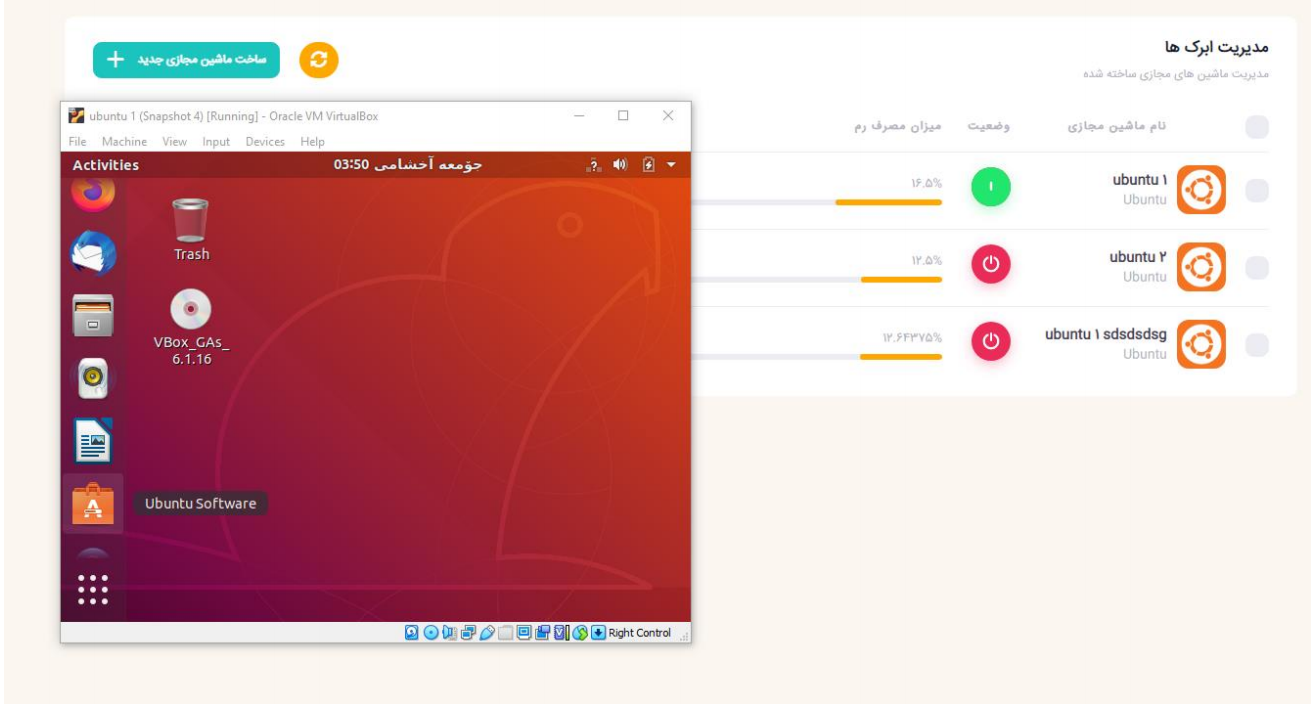 مدیریت ابرک ها
مدیریت ماشین های مجازی ساخته شده
ساخت ماشین مجازی جدید +
نام ماشین مجازی
وضعیت
میزان مصرف رم
ubuntu ۱
Ubuntu
۱۶.۵%
ubuntu ۲
Ubuntu
۱۲.۵%
ubuntu ۱ sdsdsdsg
Ubuntu
۱۲.۶۴۳۷۵%
ubuntu 1 (Snapshot 4) [Running] - Oracle VM VirtualBox
File Machine View Input Devices Help
Activities
جۆمعه آخشامی 03:50
Trash
VBox_GAs_
6.1.16
Ubuntu Software
Right Control